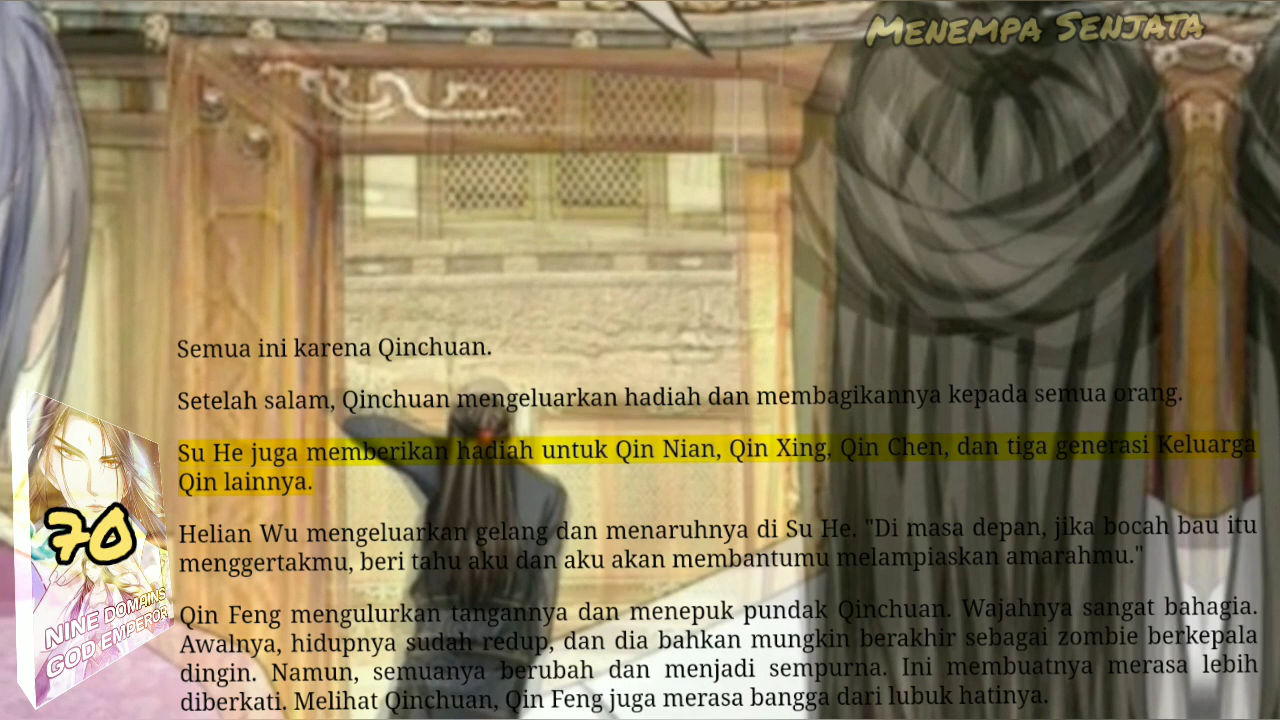 Menempa Senjata
Semua ini karena Qinchuan.
Setelah salam, Qinchuan mengeluarkan hadiah dan membagikannya kepada semua orang.
Su He juga memberikan hadiah untuk Qin Nian, Qin Xing, Qin Chen, dan tiga generasi Keluarga
Qin lainnya.
Helian Wu mengeluarkan gelang dan menaruhnya di Su He. "Di masa depan, jika bocah bau itu
menggertakmu, beri tahu aku dan aku akan membantumu melampiaskan amarahmu."
Qin Feng mengulurkan tangannya dan menepuk pundak Qinchuan. Wajahnya sangat bahagia.
Awalnya, hidupnya sudah redup, dan dia bahkan mungkin berakhir sebagai zombie berkepala
dingin. Namun, semuanya berubah dan menjadi sempurna. Ini membuatnya merasa lebih
diberkati. Melihat Qinchuan, Qin Feng juga merasa bangga dari lubuk hatinya.
70
NINE DOMAINS
GOD EMPEROR